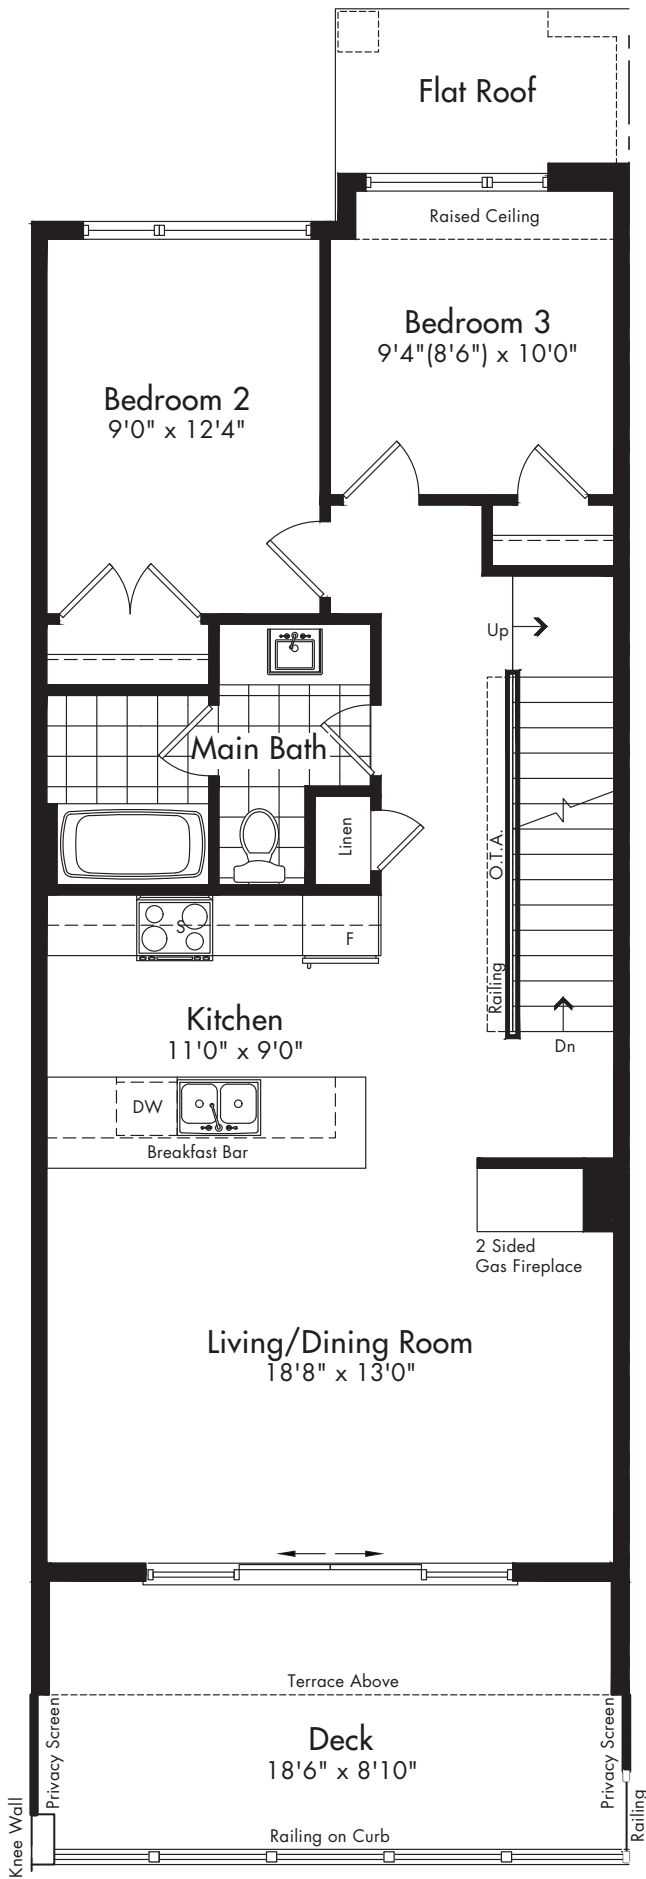 Flat Roof
Raised Ceiling
Bedroom 3
9'4"(8'6") x 10'0"
Bedroom 2
9'0" x 12'4"
Up
Main Bath
Linen
O.T.A.
S
F
Railing
Kitchen
11'0" x 9'0"
Dn
DW
Breakfast Bar
2 Sided
Gas Fireplace
Living/Dining Room
18'8" x 13'0"
Terrace Above
Privacy Screen
Privacy Screen
Deck
18'6" x 8'10"
Knee Wall
Railing
Railing on Curb